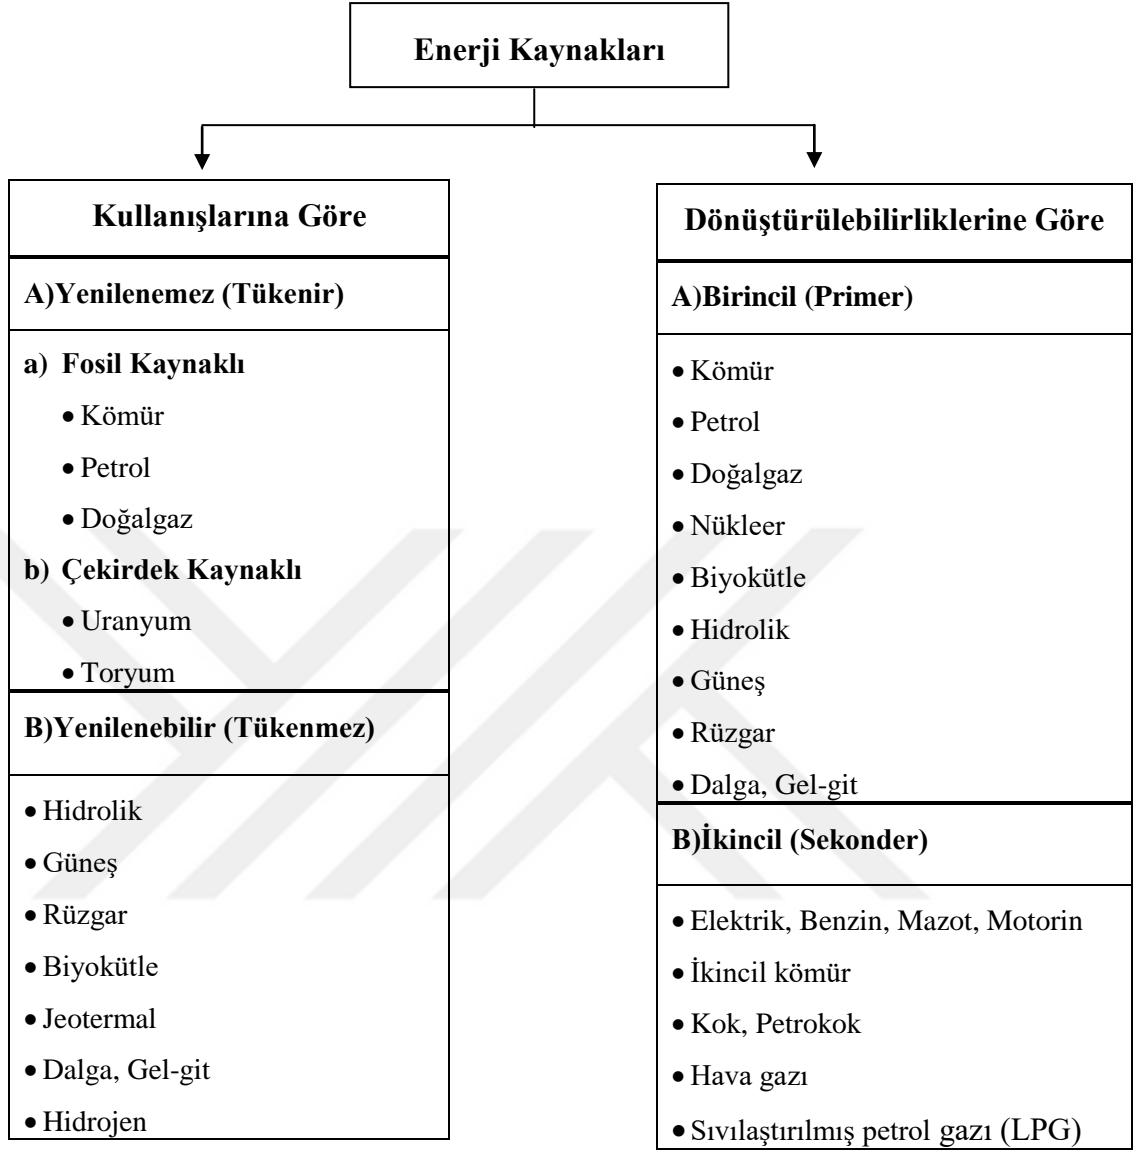 Enerji Kaynakları
Kullanışlarına Göre
A)Yenilenemez (Tükenir)
a) Fosil Kaynaklı
• Kömür
• Petrol
• Doğalgaz
b) Çekirdek Kaynaklı
• Uranyum
• Toryum
B)Yenilenebilir (Tükenmez)
• Hidrolik
• Güneş
• Rüzgar
• Biyokütle
• Jeotermal
• Dalga, Gel-git
• Hidrojen
Dönüştürülebilirliklerine Göre
A)Birincil (Primer)
• Kömür
• Petrol
• Doğalgaz
• Nükleer
• Biyokütle
• Hidrolik
• Güneş
• Rüzgar
• Dalga, Gel-git
B)İkincil (Sekonder)
• Elektrik, Benzin, Mazot, Motorin
• İkincil kömür
• Kok, Petrokok
• Hava gazı
• Sıvılaştırılmış petrol gazı (LPG)